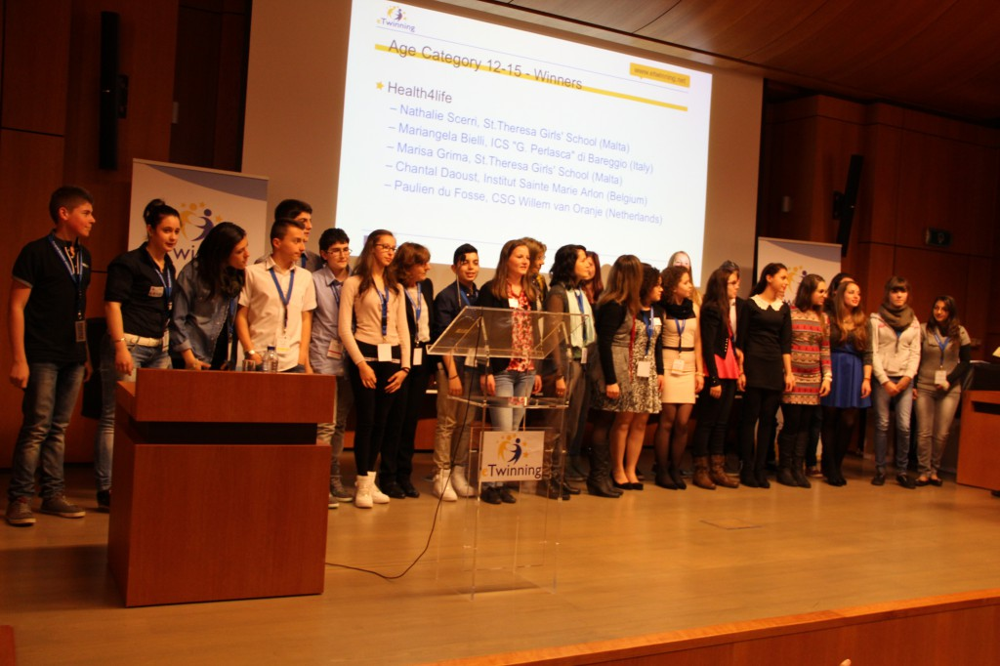 eTwinning
www.etwinning.net
Age Category 12-15 - Winners
Health4life
– Nathalie Scerri, St.Theresa Girls' School (Malta)
– Mariangela Bielli, ICS "G. Perlasca" di Bareggio (Italy)
– Marisa Grima, St.Theresa Girls' School (Malta)
– Chantal Daoust, Institut Sainte Marie Arlon (Belgium)
– Paulien du Fosse, CSG Willem van Oranje (Netherlands)
eTwinning